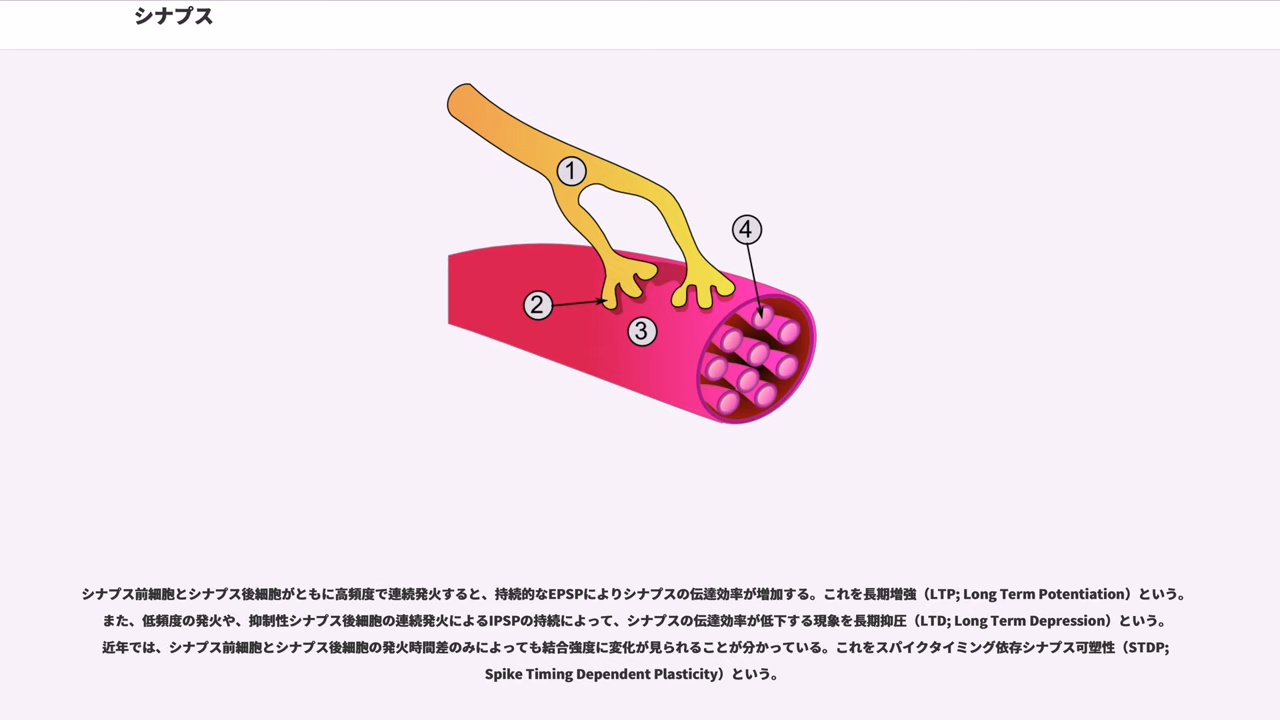 シナプス
1
4
2
3
シナプス前細胞とシナプス後細胞がともに高頻度で連続発火すると、持続的なEPSPによりシナプスの伝達効率が増加する。これを長期増強（LTP; Long Term Potentiation）という。
また、低頻度の発火や、抑制性シナプス後細胞の連続発火によるIPSPの持続によって、シナプスの伝達効率が低下する現象を長期抑圧（LTD; Long Term Depression）という。
近年では、シナプス前細胞とシナプス後細胞の発火時間差のみによっても結合強度に変化が見られることが分かっている。これをスパイクタイミング依存シナプス可塑性（STDP;
Spike Timing Dependent Plasticity）という。